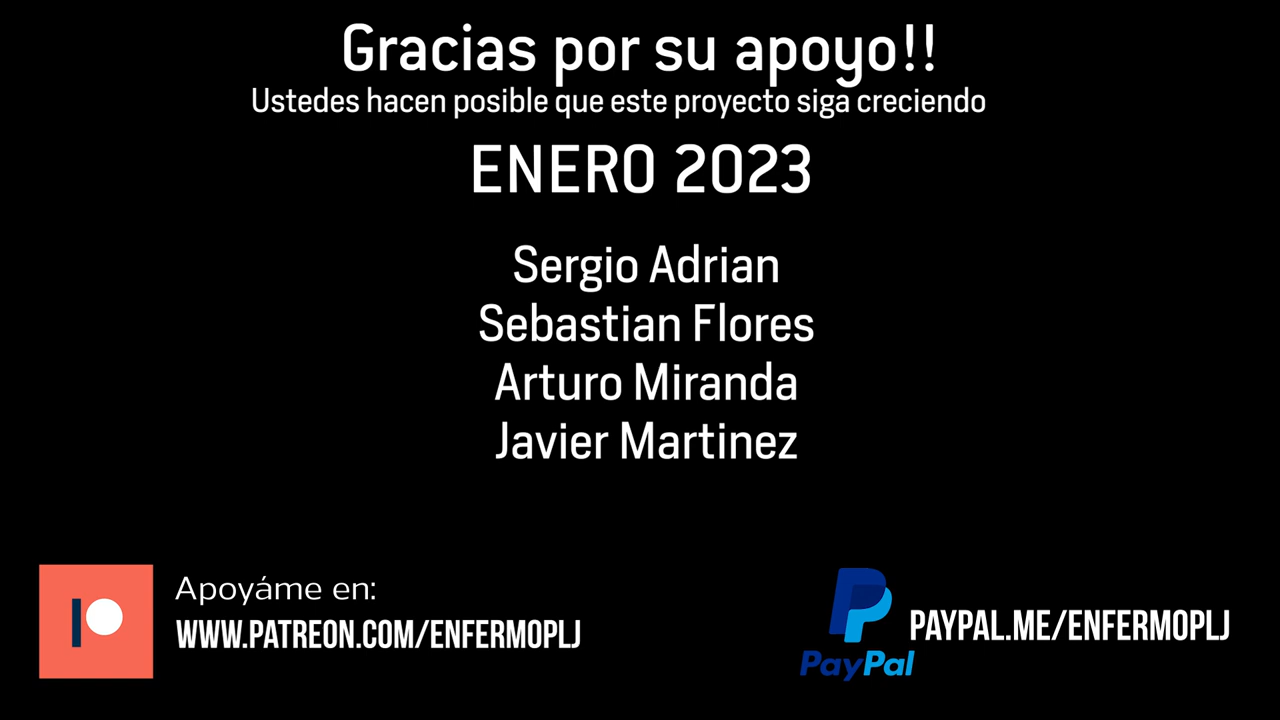 Gracias por su apoyo!!
Ustedes hacen posible que este proyecto siga creciendo
ENERO 2023
Sergio Adrian
Sebastian Flores
Arturo Miranda
Javier Martinez
Apoyáme en:
WWW.PATREON.COM/ENFERMOPLJ
PayPal
PAYPAL.ME/ENFERMOPLJ